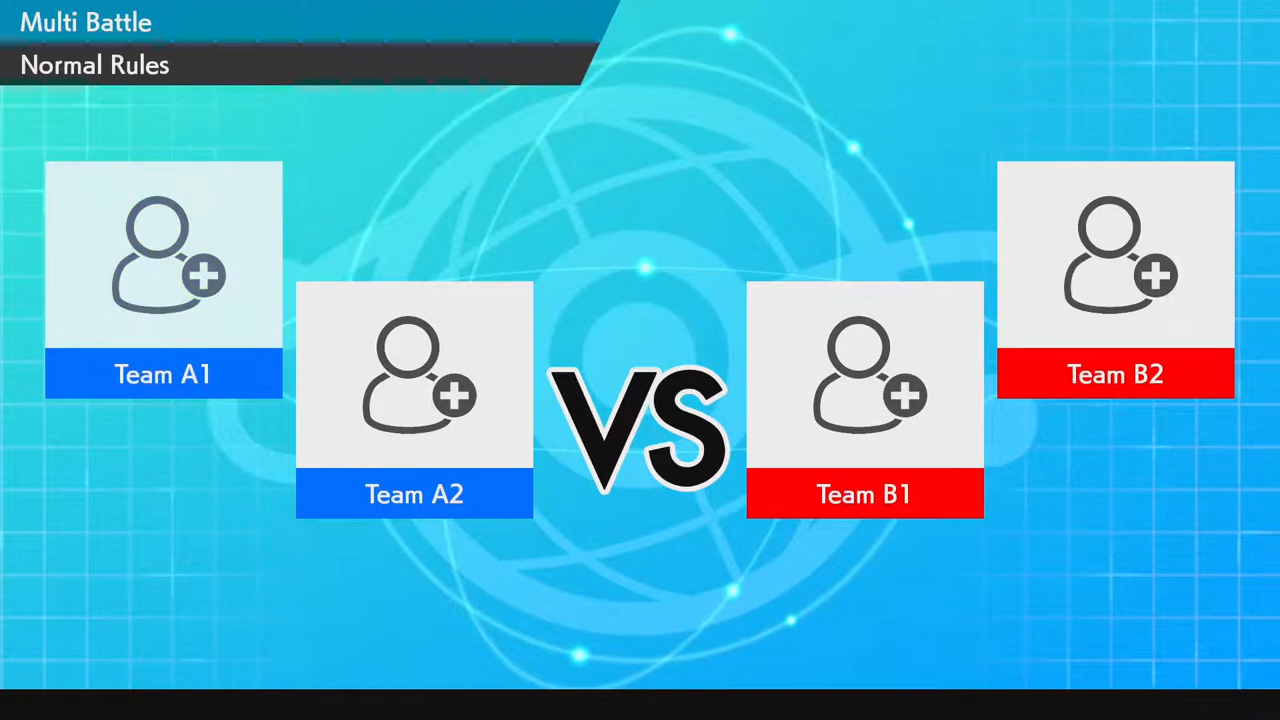 Multi Battle
Normal Rules
Team A1
Team A2
VS
Team B1
Team B2